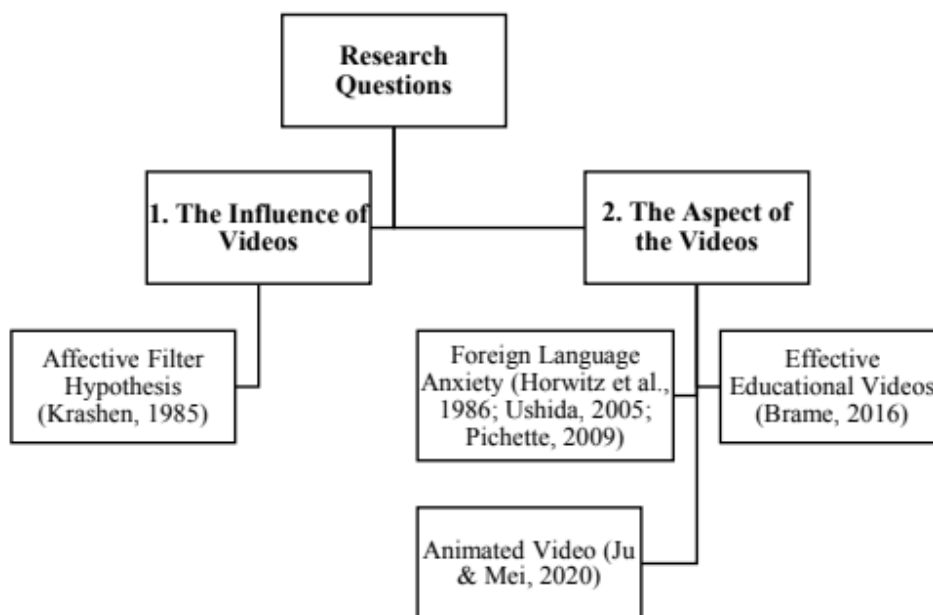 Research
Questions
1. The Influence of
Videos
2. The Aspect of
the Videos
Affective Filter
Hypothesis
(Krashen, 1985)
Foreign Language
Anxiety (Horwitz et al.,
1986; Ushida, 2005;
Pichette, 2009)
Effective
Educational Videos
(Brame, 2016)
Animated Video (Ju
& Mei, 2020)